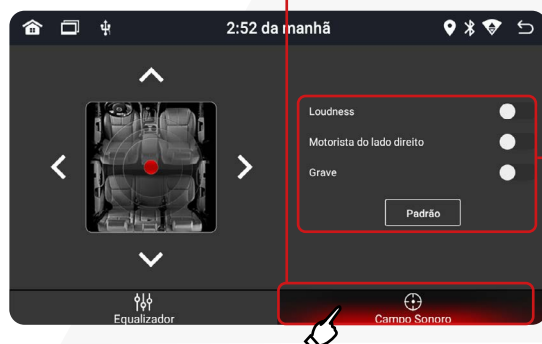 2:52 da manhã
Loudness
Motorista do lado direito
Grave
Padrão
Equalizador
Campo Sonoro